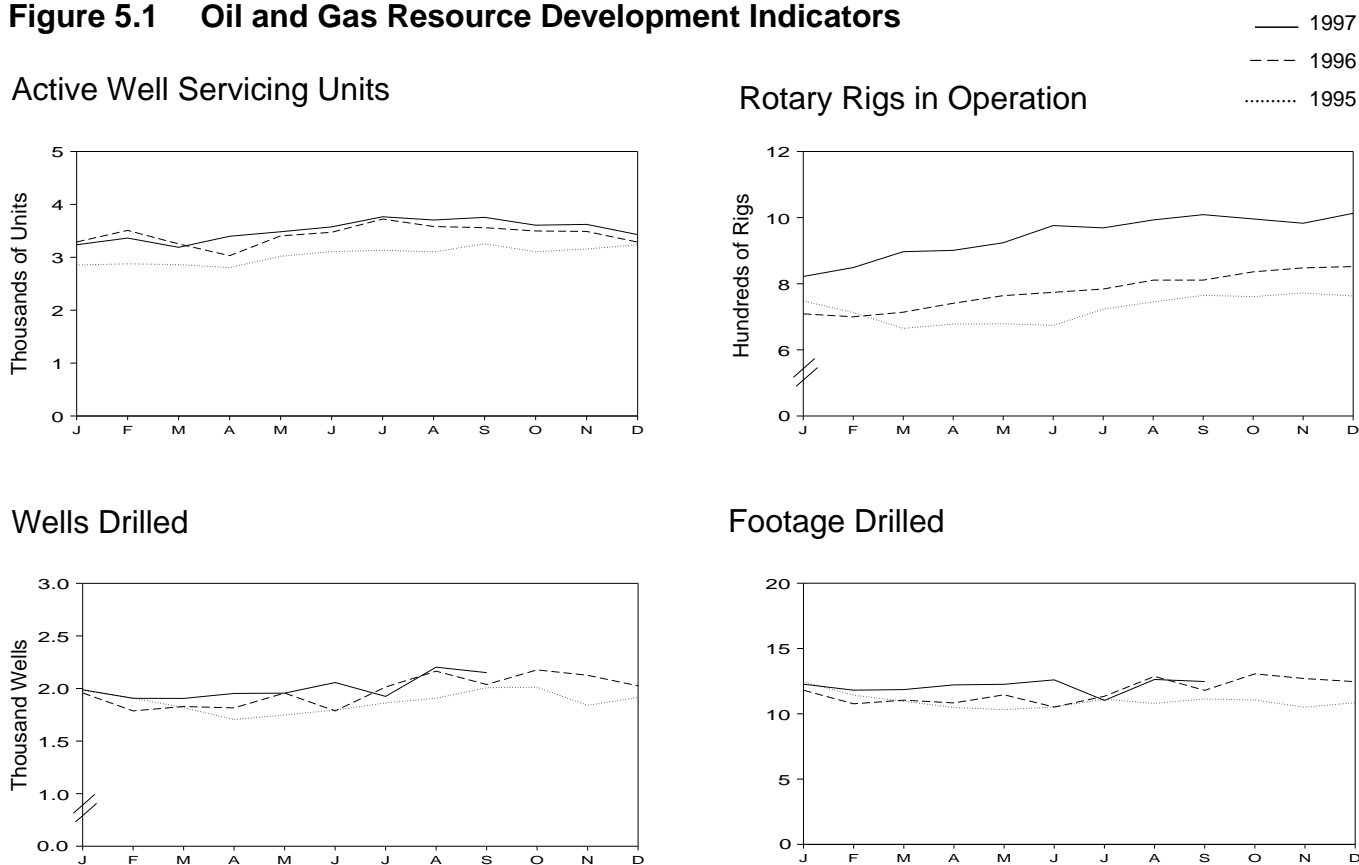 Figure 5.1 Oil and Gas Resource Development Indicators
1997
1996
1995
Active Well Servicing Units
Thousands of Units
5
4
3
2
1
0
J F M A M J J A S O N D
Rotary Rigs in Operation
Hundreds of Rigs
12
10
8
6
0
J F M A M J J A S O N D
Wells Drilled
Thousand Wells
3.0
2.5
2.0
1.5
1.0
0.0
J F M A M J J A S O N D
Footage Drilled
20
15
10
5
0
J F M A M J J A S O N D